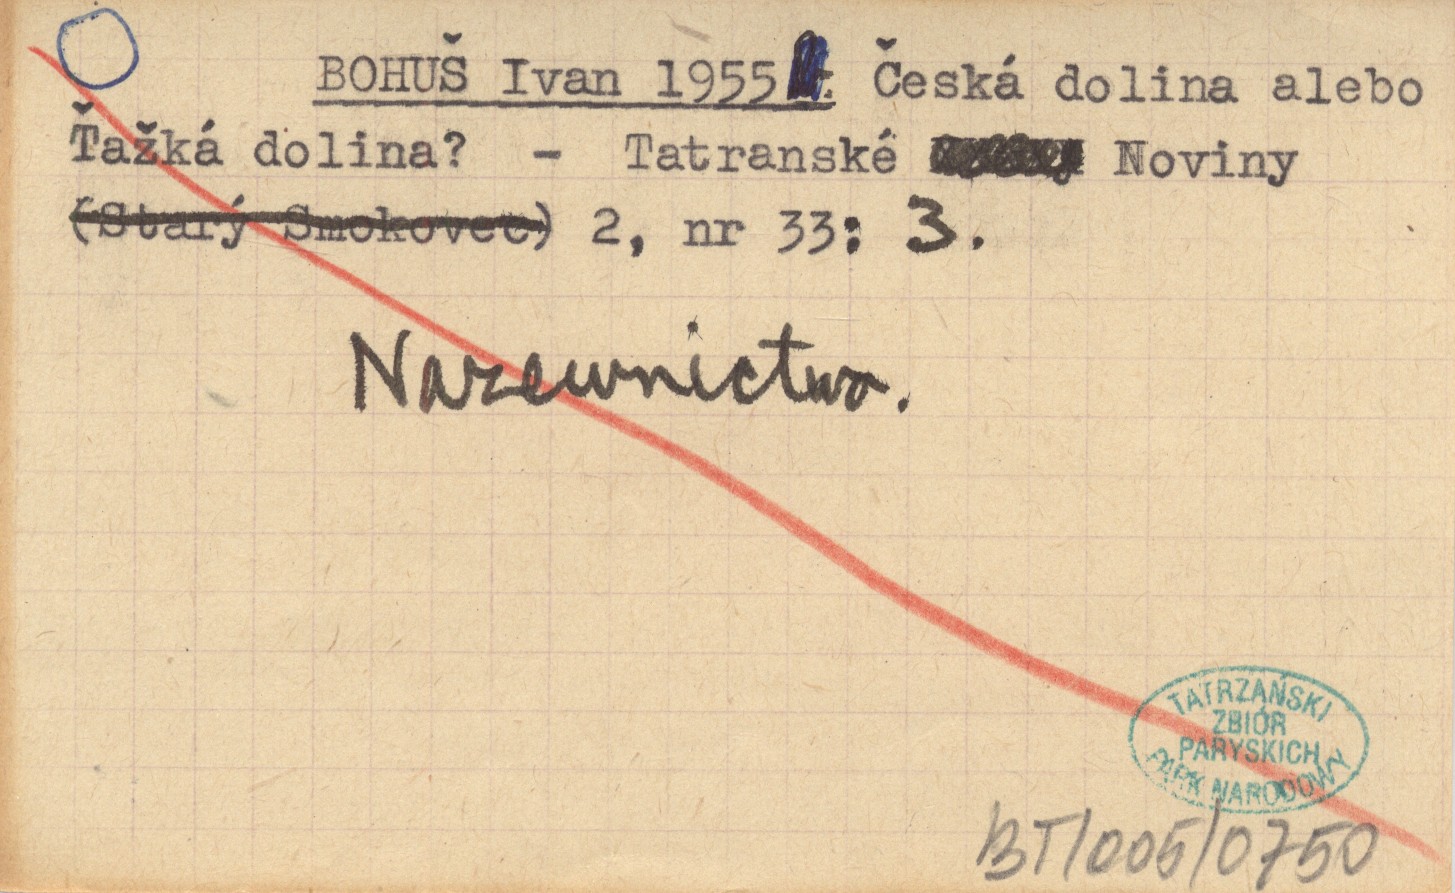 BOHUŠ Ivan 1955 Česká dolina alebo
Ťažká dolina? - Tatranské Noviny
(Starý Smokovec) 2, nr 33: 3.
Nazewnictwo.
TATRZAŃSKI
ZBIÓR
PARYSKICH
PARK NARODOWY
BT/005/0750